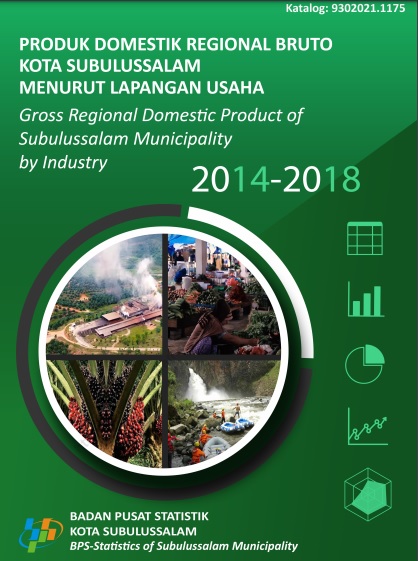 Katalog: 9302021.1175
PRODUK DOMESTIK REGIONAL BRUTO
KOTA SUBULUSSALAM
MENURUT LAPANGAN USAHA
Gross Regional Domestic Product of
Subulussalam Municipality
by Industry
2014-2018
BADAN PUSAT STATISTIK
KOTA SUBULUSSALAM
BPS-Statistics of Subulussalam Municipality